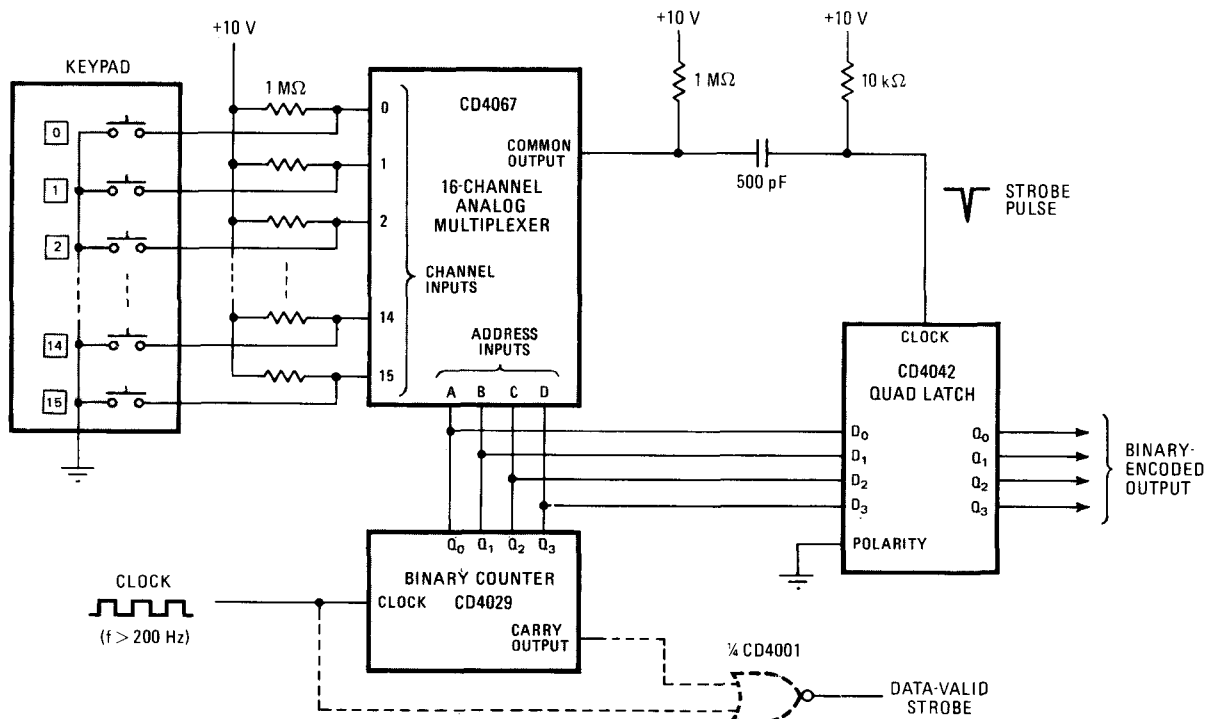 KEYPAD
0
1
2
14
15
+10 V
1 MΩ
CD4067
0
1
2
14
15
COMMON
OUTPUT
16-CHANNEL
ANALOG
MULTIPLEXER
CHANNEL
INPUTS
ADDRESS
INPUTS
A B C D
+10 V
1 MΩ
+10 V
10 kΩ
500 pF
STROBE
PULSE
CLOCK
CD4042
QUAD LATCH
D0
D1
D2
D3
Q0
Q1
Q2
Q3
POLARITY
BINARY-
ENCODED
OUTPUT
Q0 Q1 Q2 Q3
BINARY COUNTER
CD4029
CLOCK
CARRY
OUTPUT
CLOCK
(f > 200 Hz)
¼ CD4001
DATA-VALID
STROBE